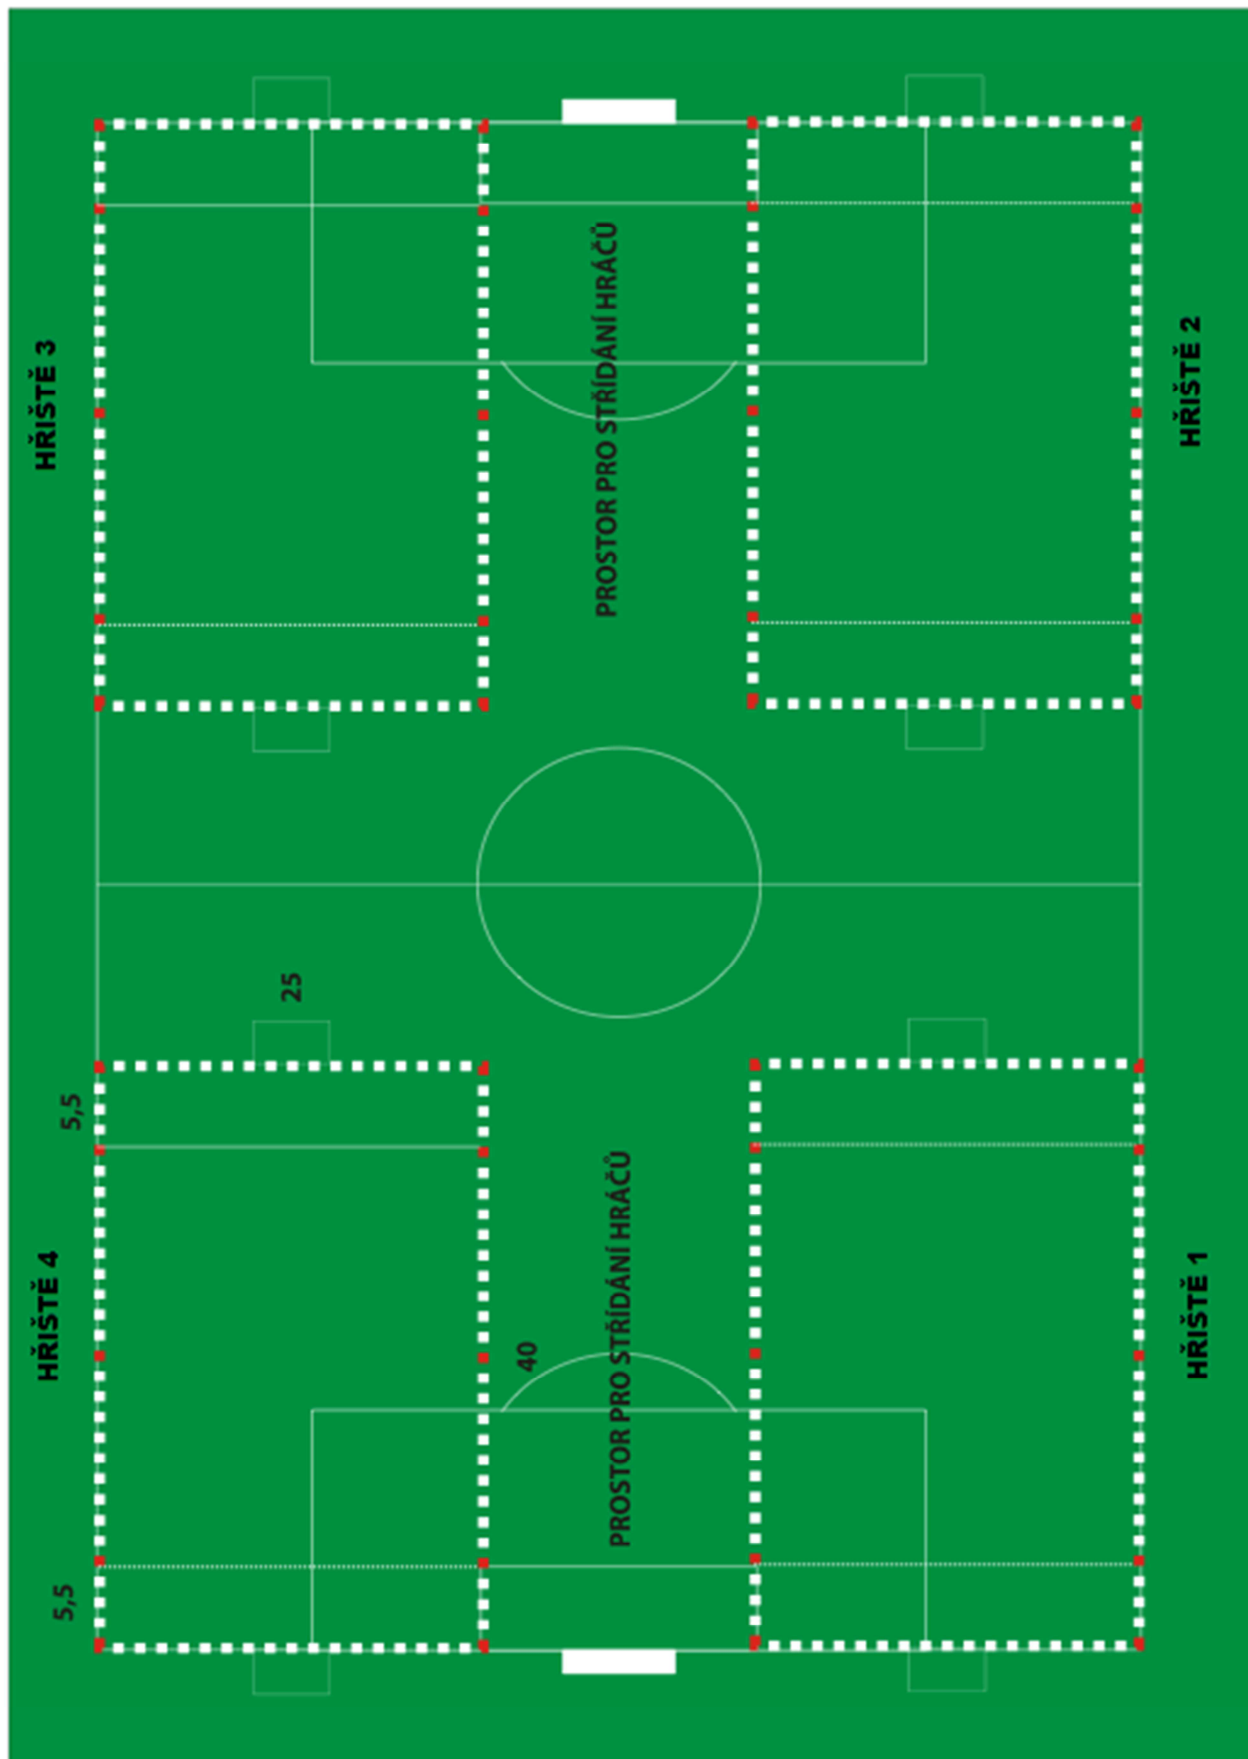 HŘIŠTĚ 3
PROSTOR PRO STŘÍDÁNÍ HRÁČŮ
HŘIŠTĚ 2
25
5,5
HŘIŠTĚ 4
40
PROSTOR PRO STŘÍDÁNÍ HRÁČŮ
HŘIŠTĚ 1
5,5